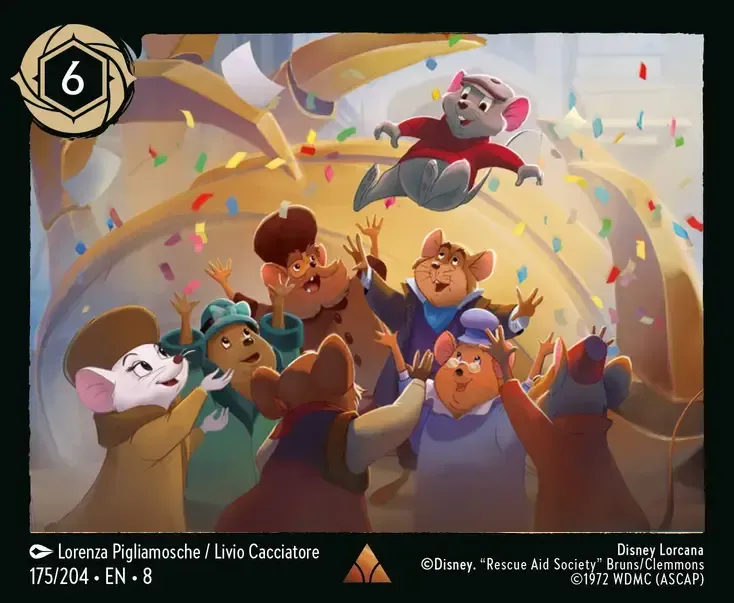 6
Lorenza Pigliamosche / Livio Cacciatore
175/204 • EN • 8
Disney Lorcana
©Disney. “Rescue Aid Society” Bruns/Clemmons
©1972 WDMC (ASCAP)